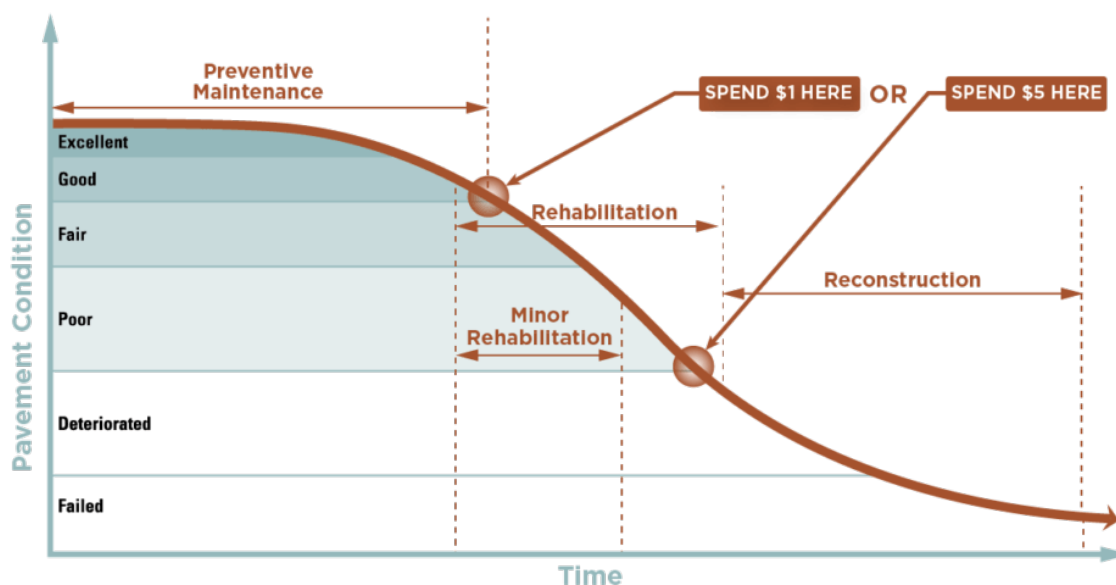 Preventive
Maintenance
SPEND $1 HERE OR SPEND $5 HERE
Excellent
Good
Rehabilitation
Fair
Reconstruction
Poor
Minor
Rehabilitation
Deteriorated
Failed
Pavement Condition
Time